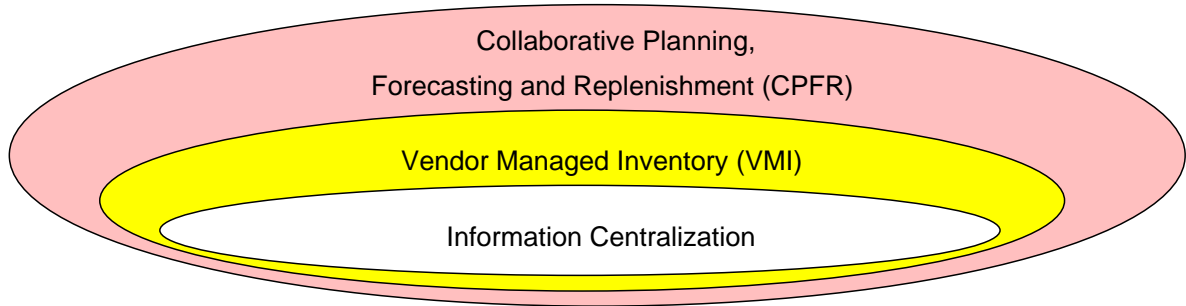 Collaborative Planning,
Forecasting and Replenishment (CPFR)
Vendor Managed Inventory (VMI)
Information Centralization